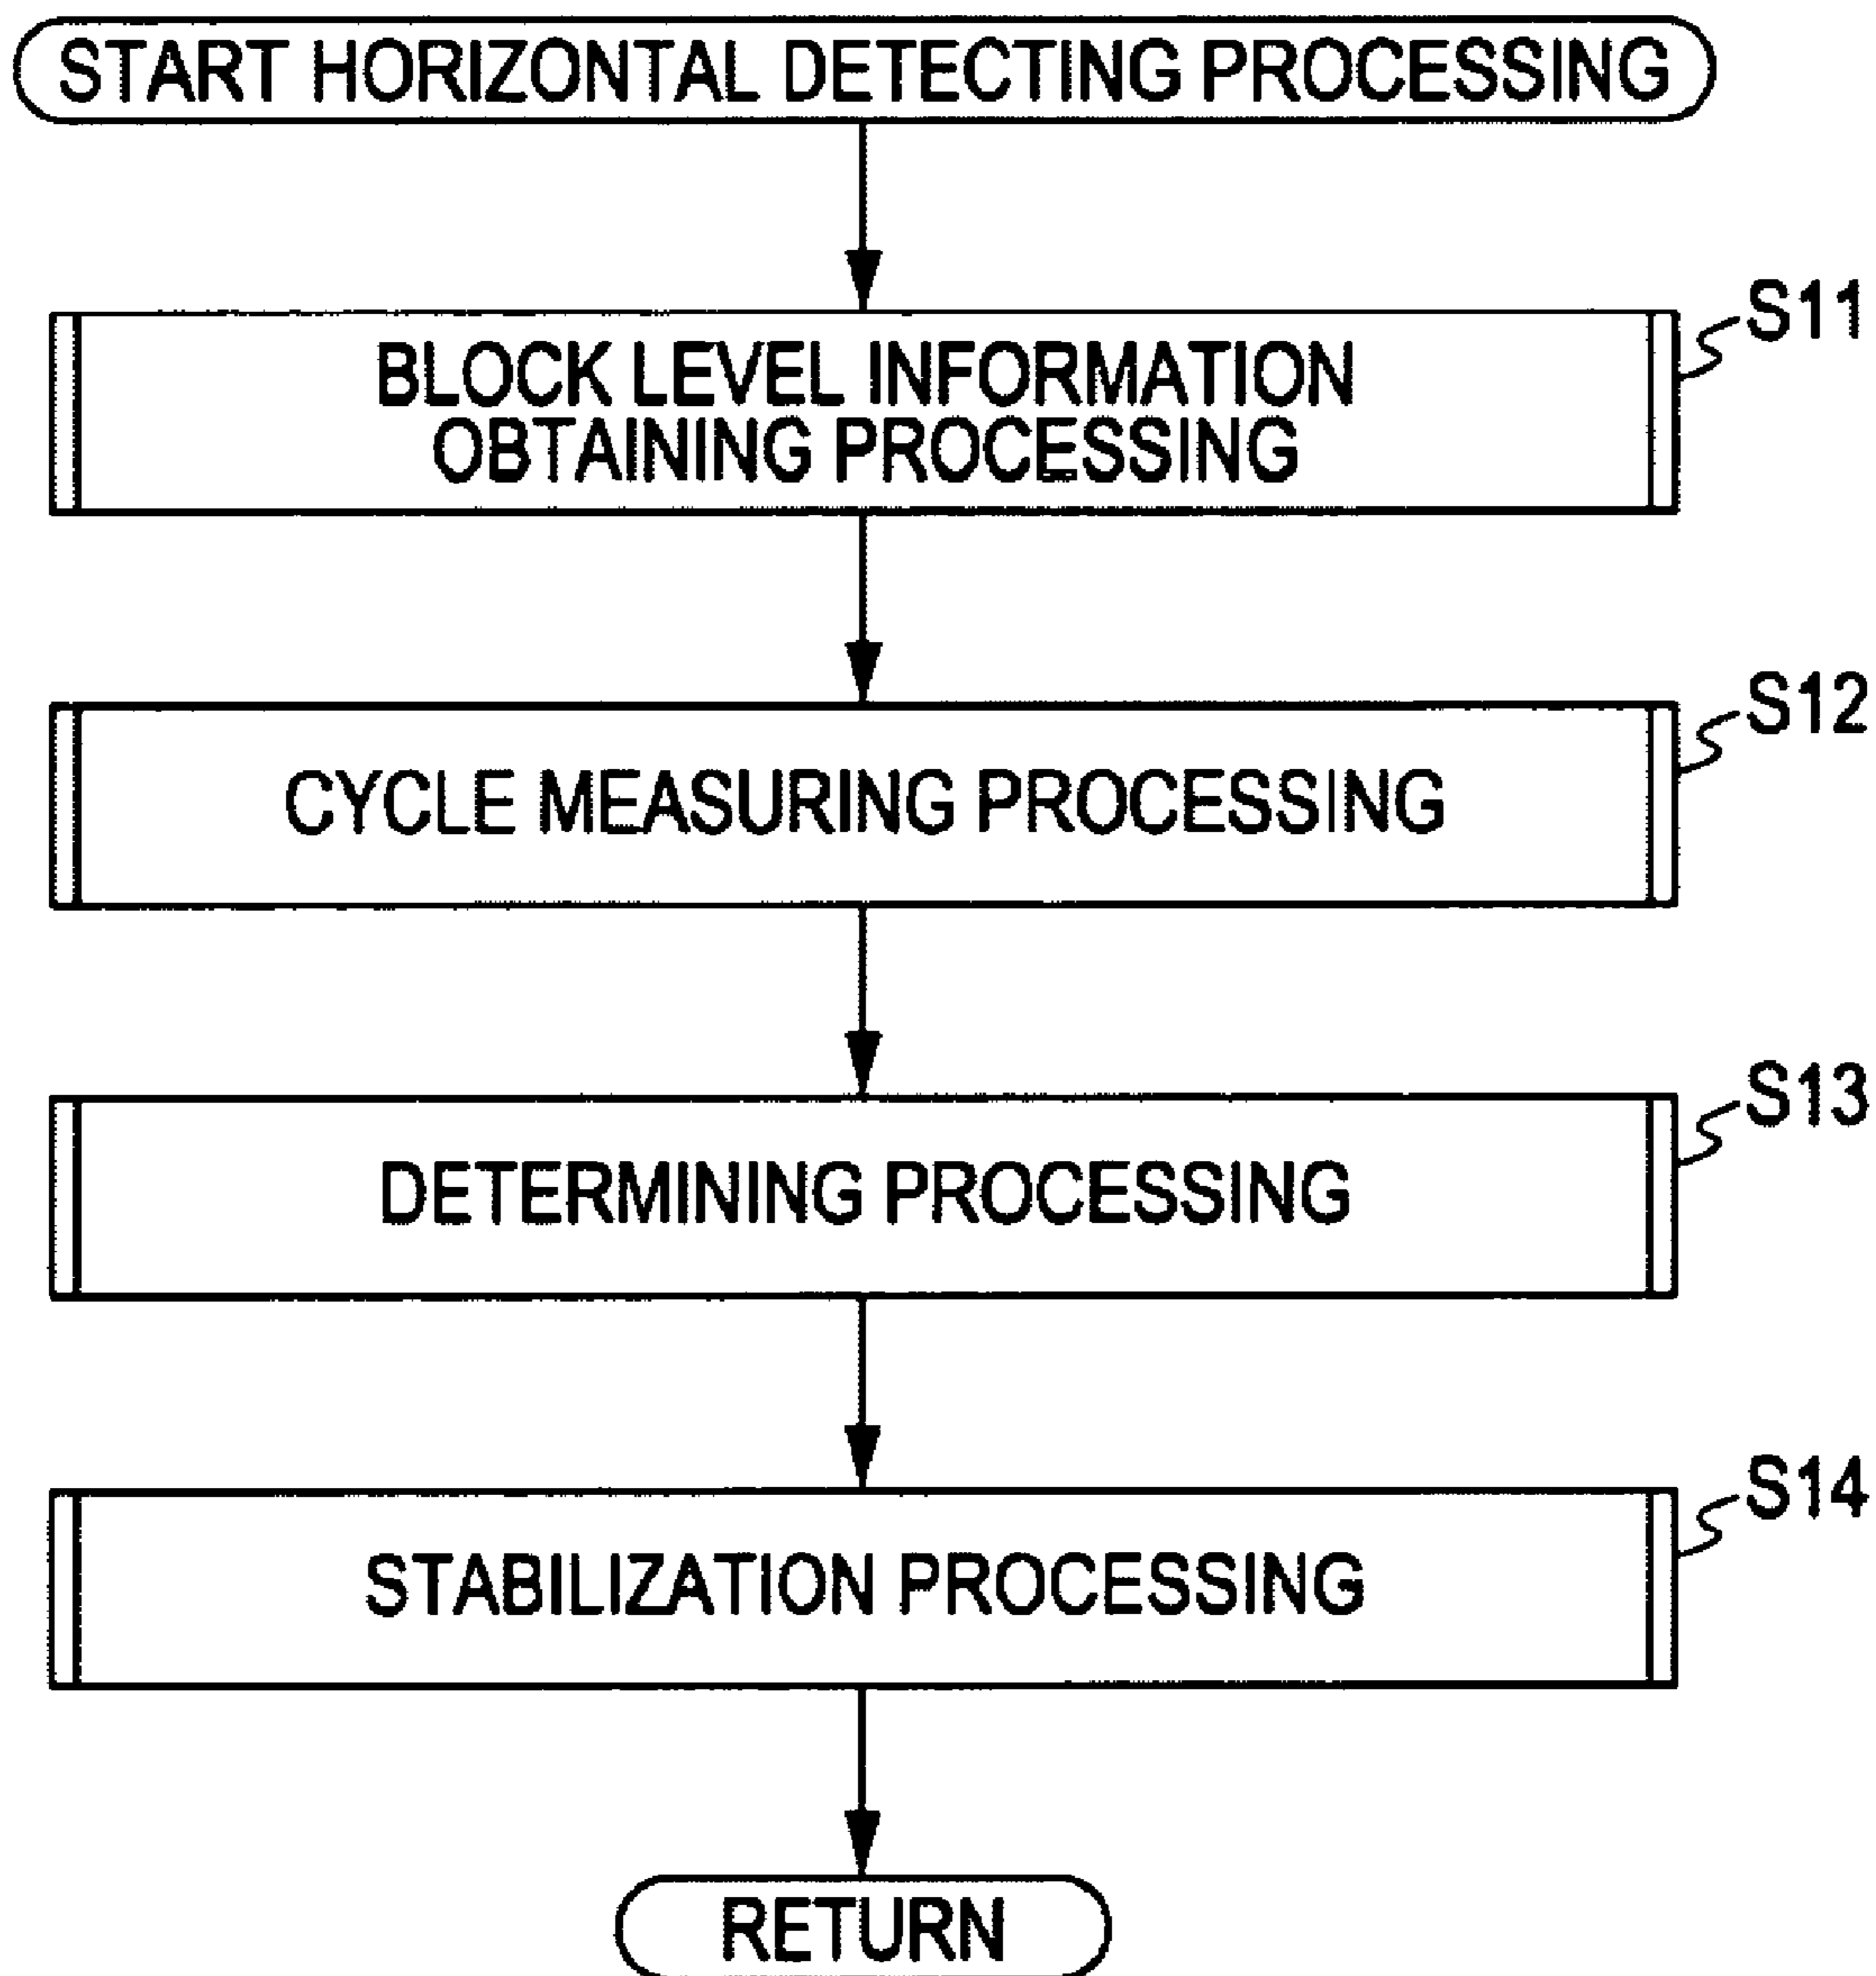 START HORIZONTAL DETECTING PROCESSING
S11
BLOCK LEVEL INFORMATION
OBTAINING PROCESSING
S12
CYCLE MEASURING PROCESSING
S13
DETERMINING PROCESSING
S14
STABILIZATION PROCESSING
RETURN